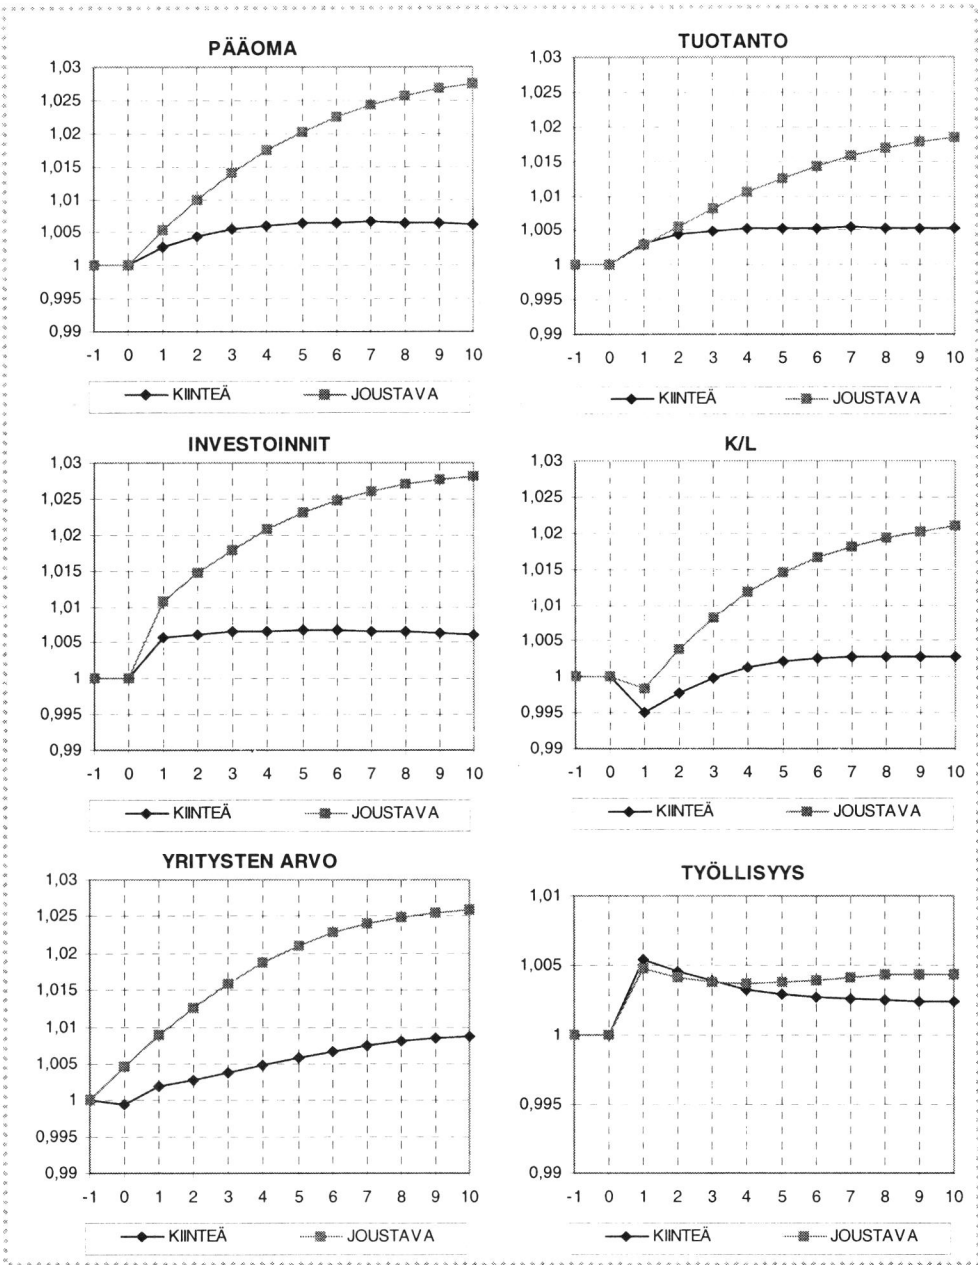 PÄÄOMA
1,03
1,025
1,02
1,015
1,01
1,005
1
0,995
0,99
-1 0 1 2 3 4 5 6 7 8 9 10
KIINTEÄ JOUSTAVA
TUOTANTO
1,03
1,025
1,02
1,015
1,01
1,005
1
0,995
0,99
-1 0 1 2 3 4 5 6 7 8 9 10
KIINTEÄ JOUSTAVA
INVESTOINNIT
1,03
1,025
1,02
1,015
1,01
1,005
1
0,995
0,99
-1 0 1 2 3 4 5 6 7 8 9 10
KIINTEÄ JOUSTAVA
K/L
1,03
1,025
1,02
1,015
1,01
1,005
1
0,995
0,99
-1 0 1 2 3 4 5 6 7 8 9 10
KIINTEÄ JOUSTAVA
YRITYSTEN ARVO
1,03
1,025
1,02
1,015
1,01
1,005
1
0,995
0,99
-1 0 1 2 3 4 5 6 7 8 9 10
KIINTEÄ JOUSTAVA
TYÖLLISYYS
1,01
1,005
1
0,995
0,99
-1 0 1 2 3 4 5 6 7 8 9 10
KIINTEÄ JOUSTAVA